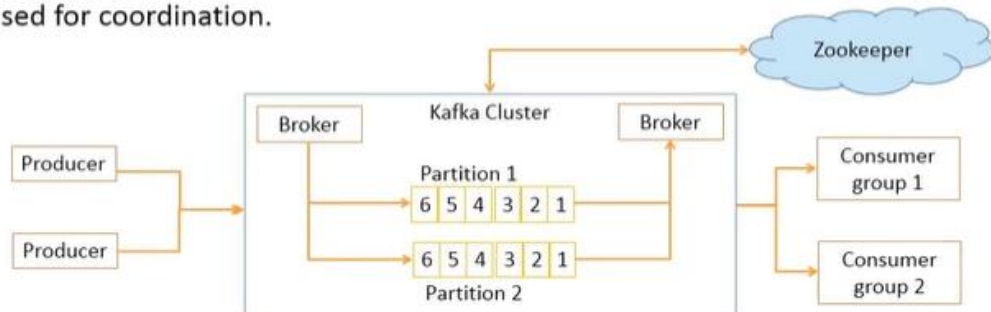 sed for coordination.
Zookeeper
Kafka Cluster
Broker
Broker
Producer
Producer
Partition 1
6 5 4 3 2 1
6 5 4 3 2 1
Partition 2
Consumer
group 1
Consumer
group 2